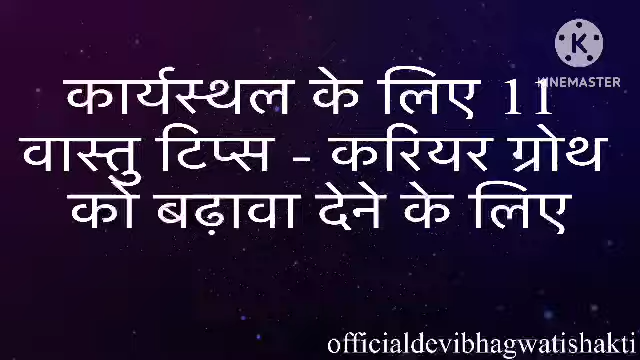 K
KINEMASTER
कार्यस्थल के लिए 11
वास्तु टिप्स - करियर ग्रोथ
को बढ़ावा देने के लिए
officialdevibhagwatishakti